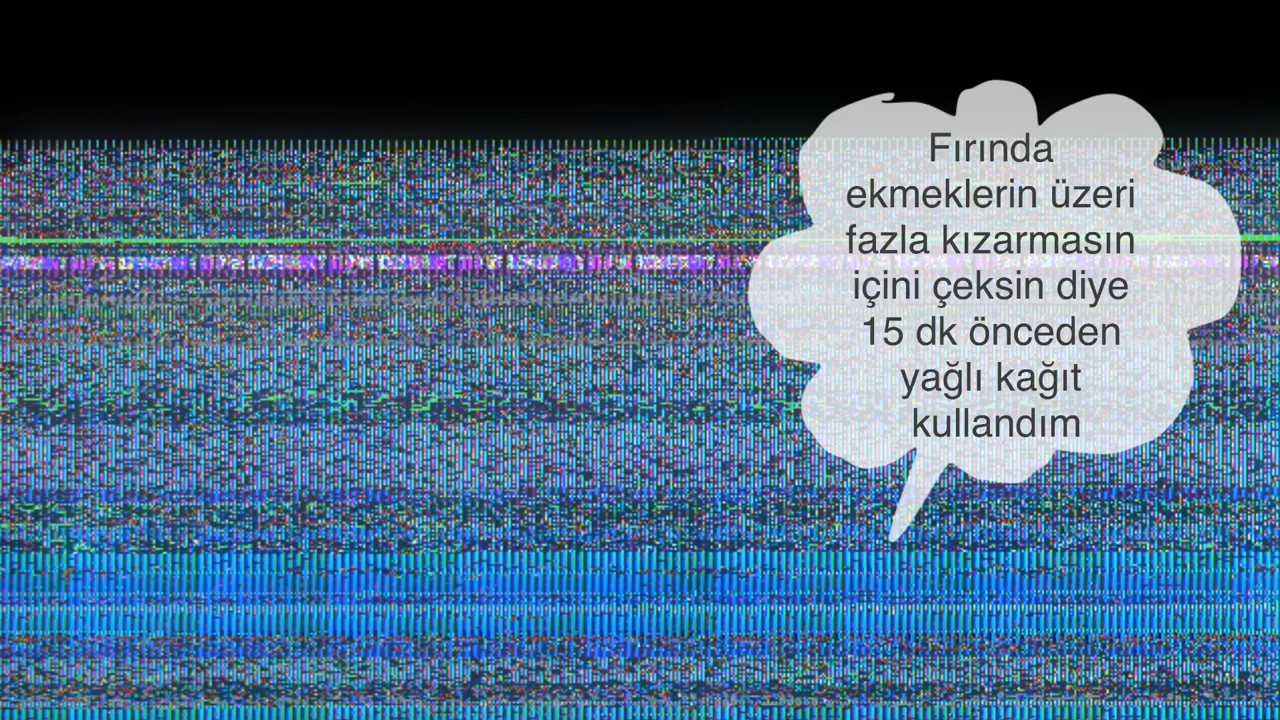 Fırında
ekmeklerin üzeri
fazla kızarmasın
içini çeksin diye
15 dk önceden
yağlı kağıt
kullandım